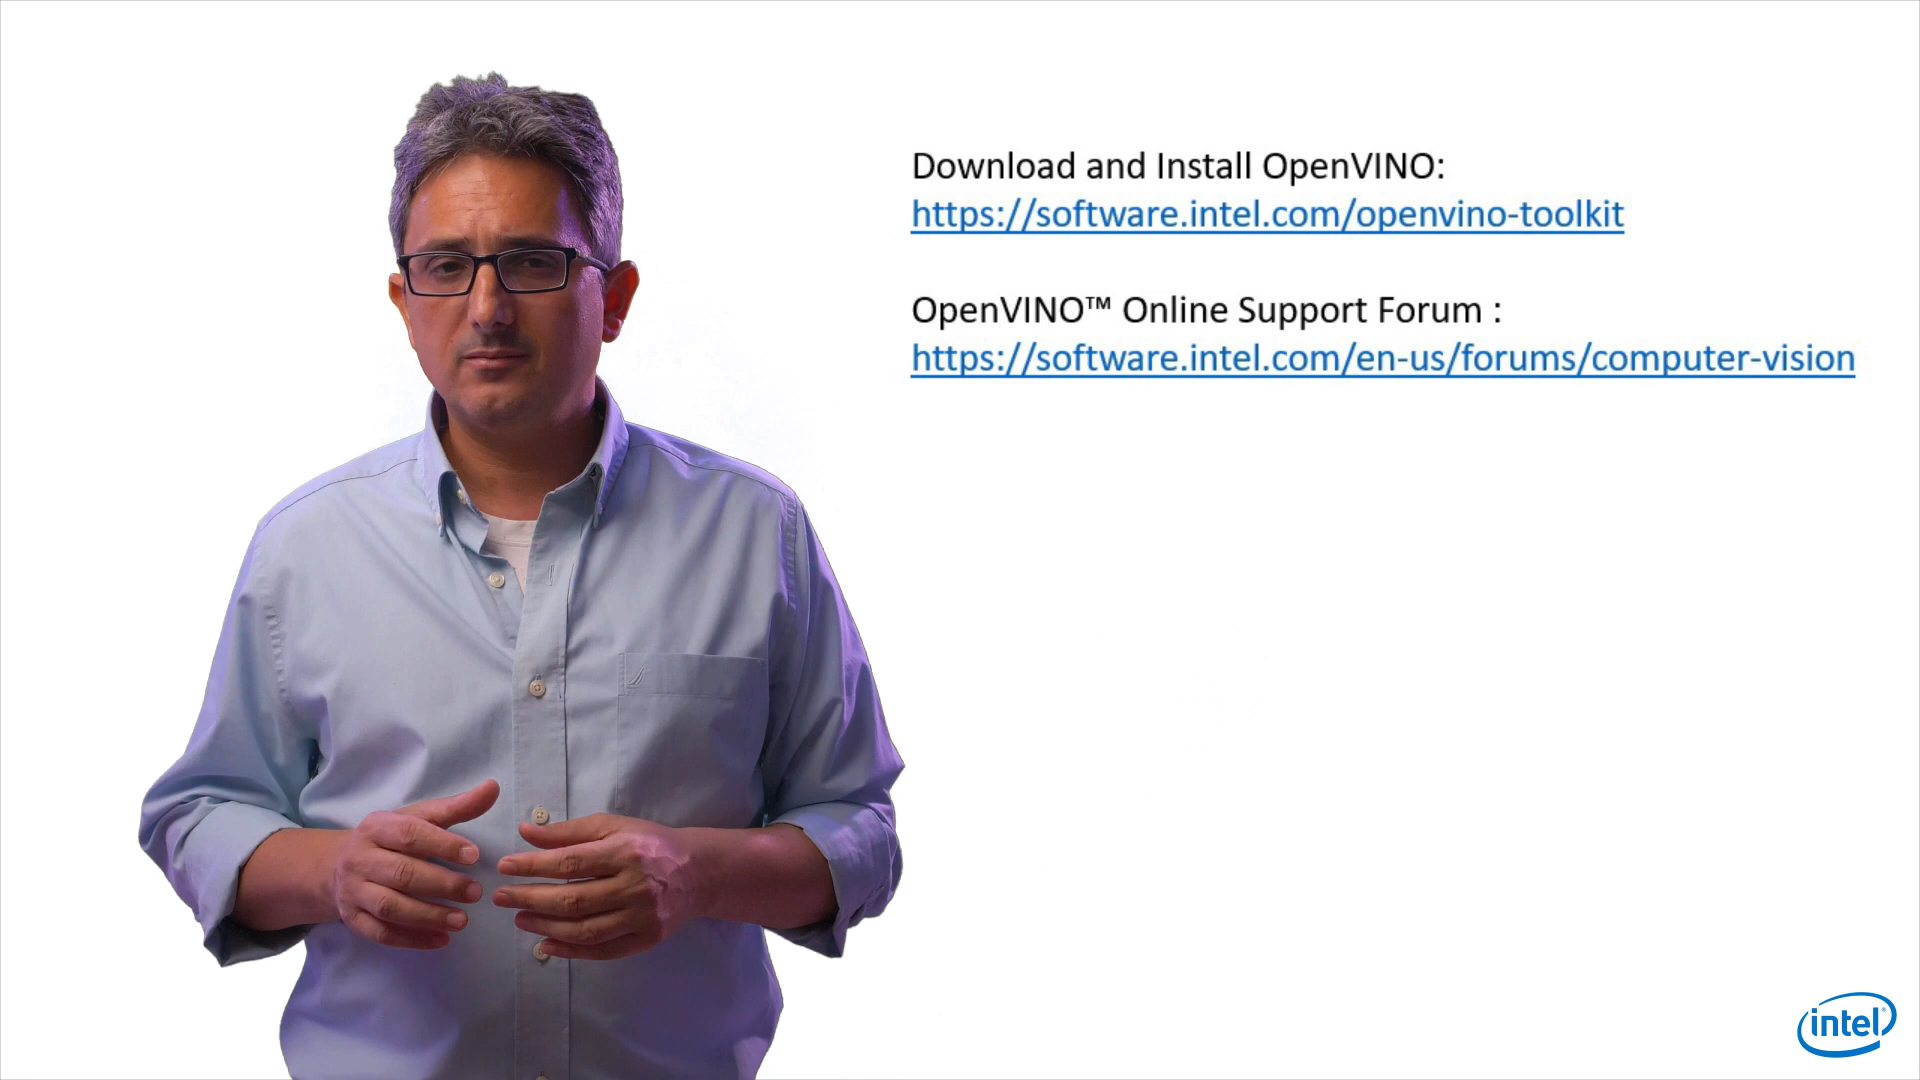 Download and Install OpenVINO:
https://software.intel.com/openvino-toolkit
OpenVINO™ Online Support Forum :
https://software.intel.com/en-us/forums/computer-vision
intel